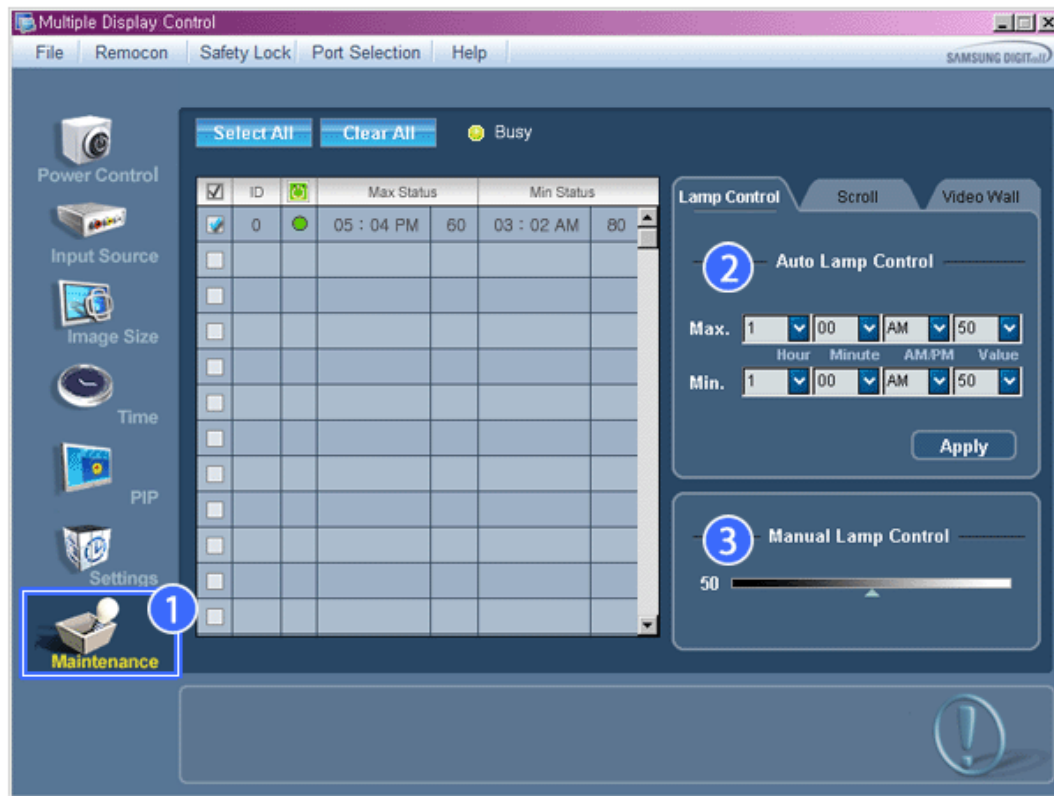 Multiple Display Control
File Remocon Safety Lock Port Selection Help
SAMSUNG DIGITall
Select All Clear All Busy
Power Control
Input Source
Image Size
Time
PIP
Settings
1
Maintenance
ID Max Status Min Status
0 05 : 04 PM 60 03 : 02 AM 80
Lamp Control Scroll Video Wall
2 Auto Lamp Control
Max. 1 00 AM 50
Hour Minute AM/PM Value
Min. 1 00 AM 50
Apply
3 Manual Lamp Control
50